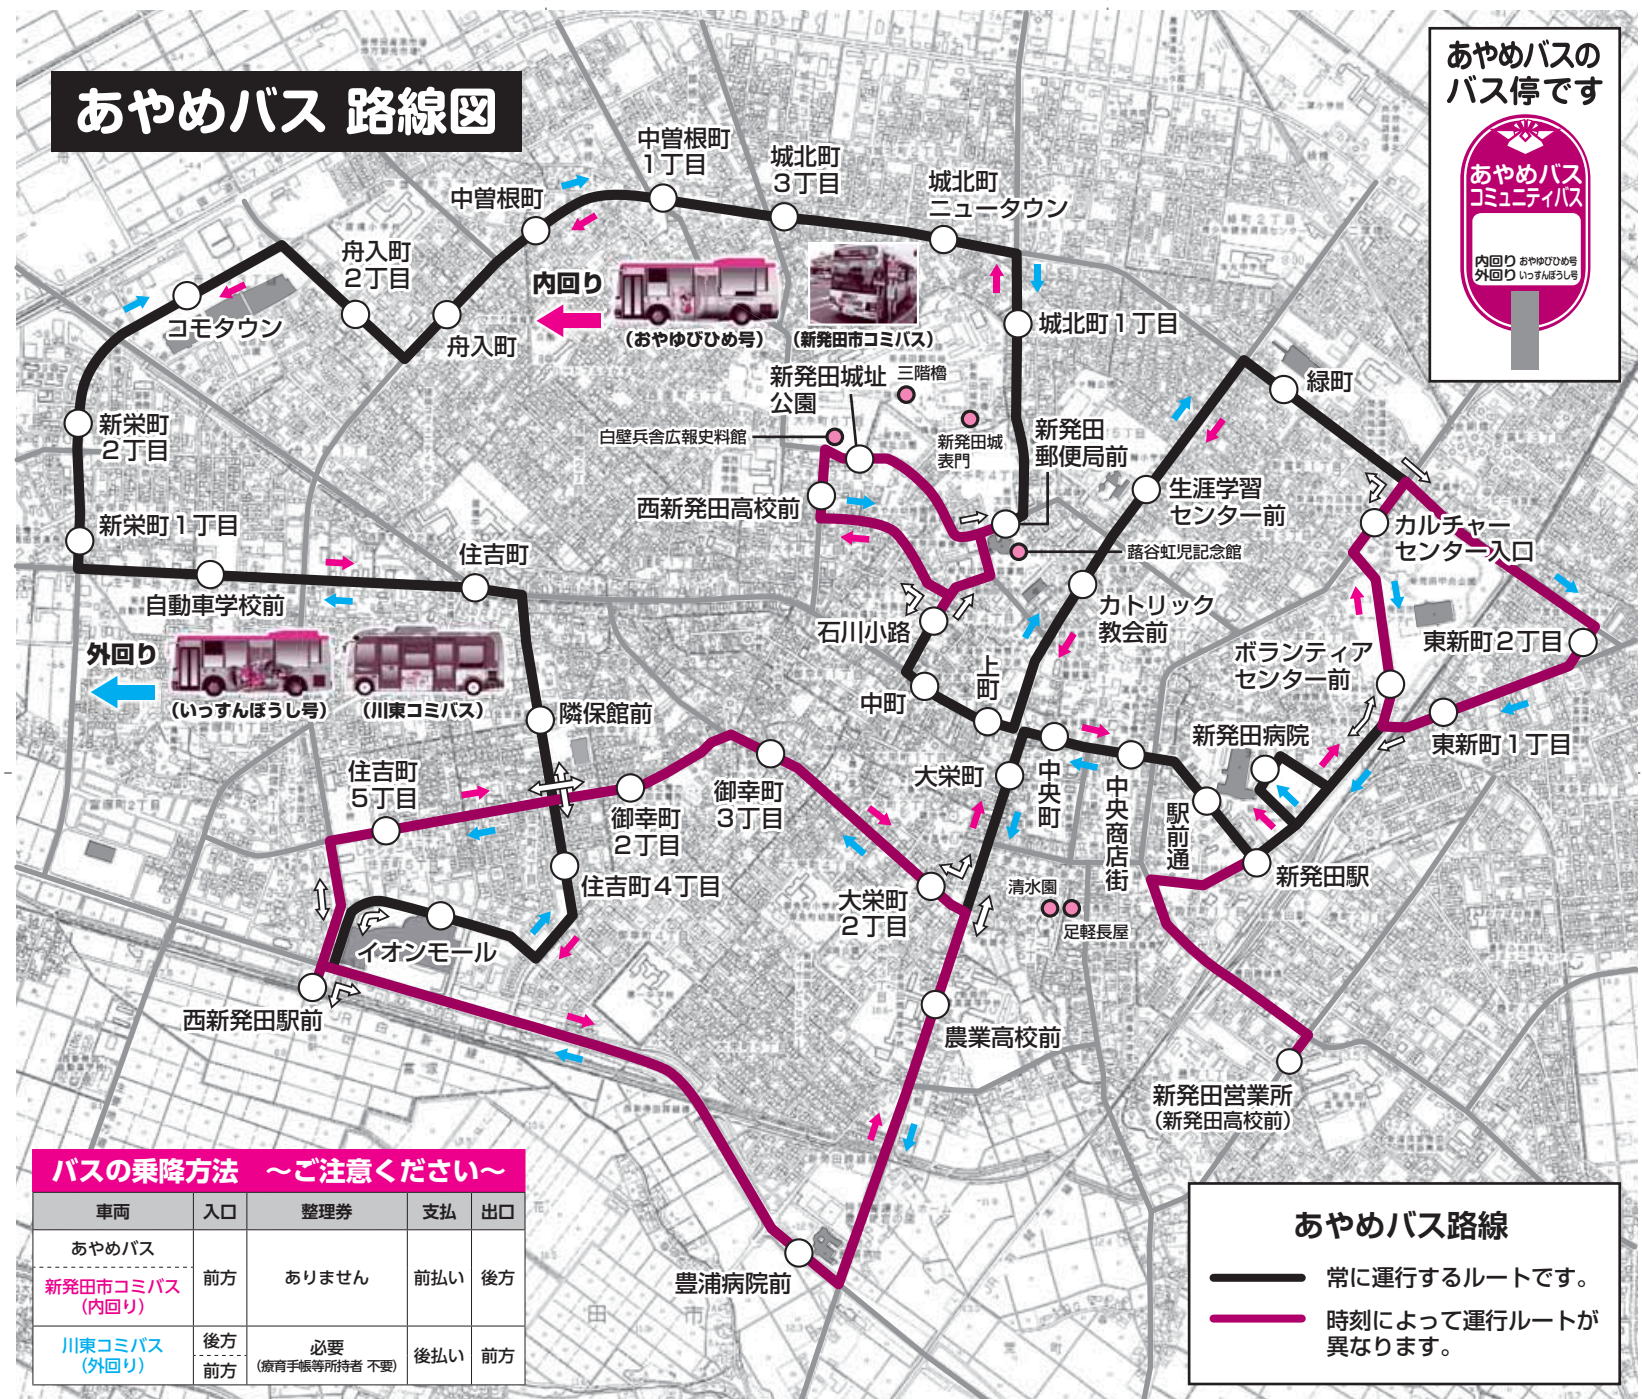 あやめバス 路線図
あやめバスの
バス停です
あやめバス
コミュニティバス
内回り おやゆびひめ号
外回り いっすんぼうし号
中曽根町
1丁目
城北町
3丁目
城北町
ニュータウン
中曽根町
舟入町
2丁目
コモタウン
舟入町
内回り
(おやゆびひめ号)
(新発田市コミバス)
城北町1丁目
新発田城址
公園
三階櫓
新発田城
表門
白壁兵舎広報史料館
新発田
郵便局前
緑町
新栄町
2丁目
新栄町1丁目
西新発田高校前
生涯学習
センター前
カルチャー
センター入口
蕗谷虹児記念館
住吉町
自動車学校前
石川小路
カトリック
教会前
東新町2丁目
ボランティア
センター前
外回り
(いっすんぼうし号)
(川東コミバス)
上町
中町
隣保館前
新発田病院
東新町1丁目
住吉町
5丁目
御幸町
2丁目
御幸町
3丁目
大栄町
中央町
中央商店街
駅前通
新発田駅
住吉町4丁目
大栄町
2丁目
清水園
足軽長屋
イオンモール
西新発田駅前
農業高校前
新発田営業所
(新発田高校前)
豊浦病院前
バスの乗降方法 ～ご注意ください～
車両 入口 整理券 支払 出口
あやめバス
新発田市コミバス
(内回り)
前方 ありません 前払い 後方
川東コミバス
(外回り)
後方
前方
必要
(療育手帳等所持者 不要)
後払い 前方
あやめバス路線
常に運行するルートです。
時刻によって運行ルートが
異なります。